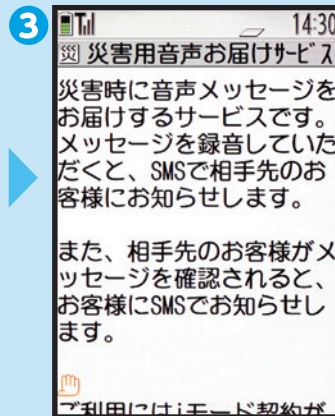 3
14:30
災 災害用音声お届けサービス
災害時に音声メッセージを
お届けするサービスです。
メッセージを録音していた
だくと、SMSで相手先のお
客様にお知らせします。
また、相手先のお客様がメ
ッセージを確認されると、
お客様にSMSでお知らせし
ます。
ご利用にはiモード契約が